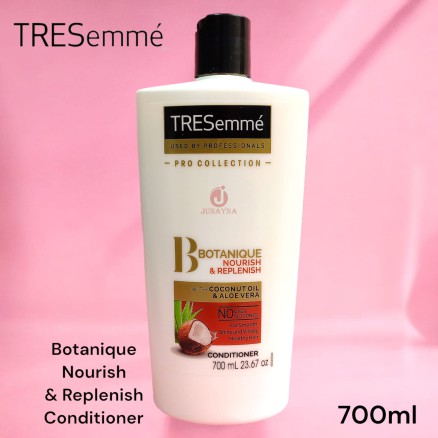 TRESemmé
TRESemmé
USED BY PROFESSIONALS
PRO COLLECTION
JUNAYNA
B BOTANIQUE
NOURISH
& REPLENISH
WITH COCONUT OIL
& ALOE VERA
NO
CONDITIONER
700 mL 23.67 oz
Botanique
Nourish
& Replenish
Conditioner
700ml